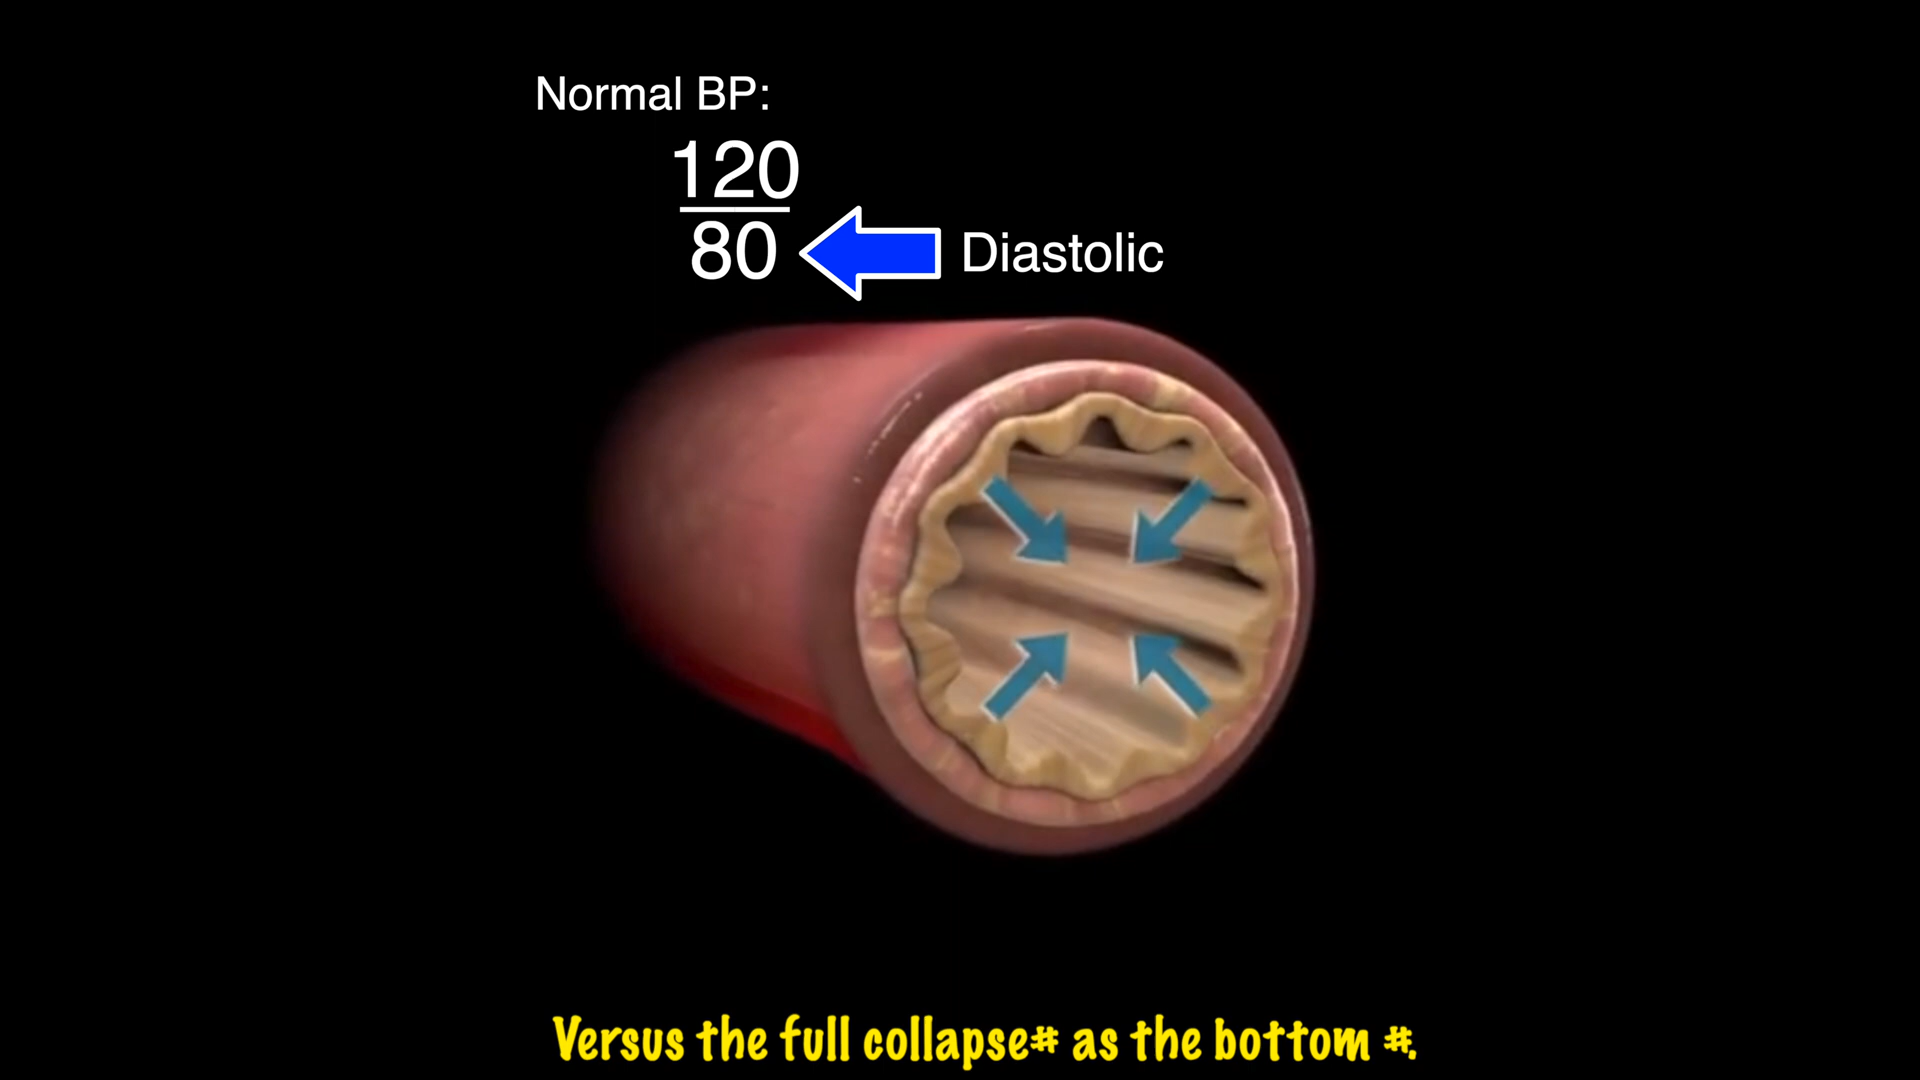 Normal BP:
120
80
Diastolic
Versus the full collapse# as the bottom #.